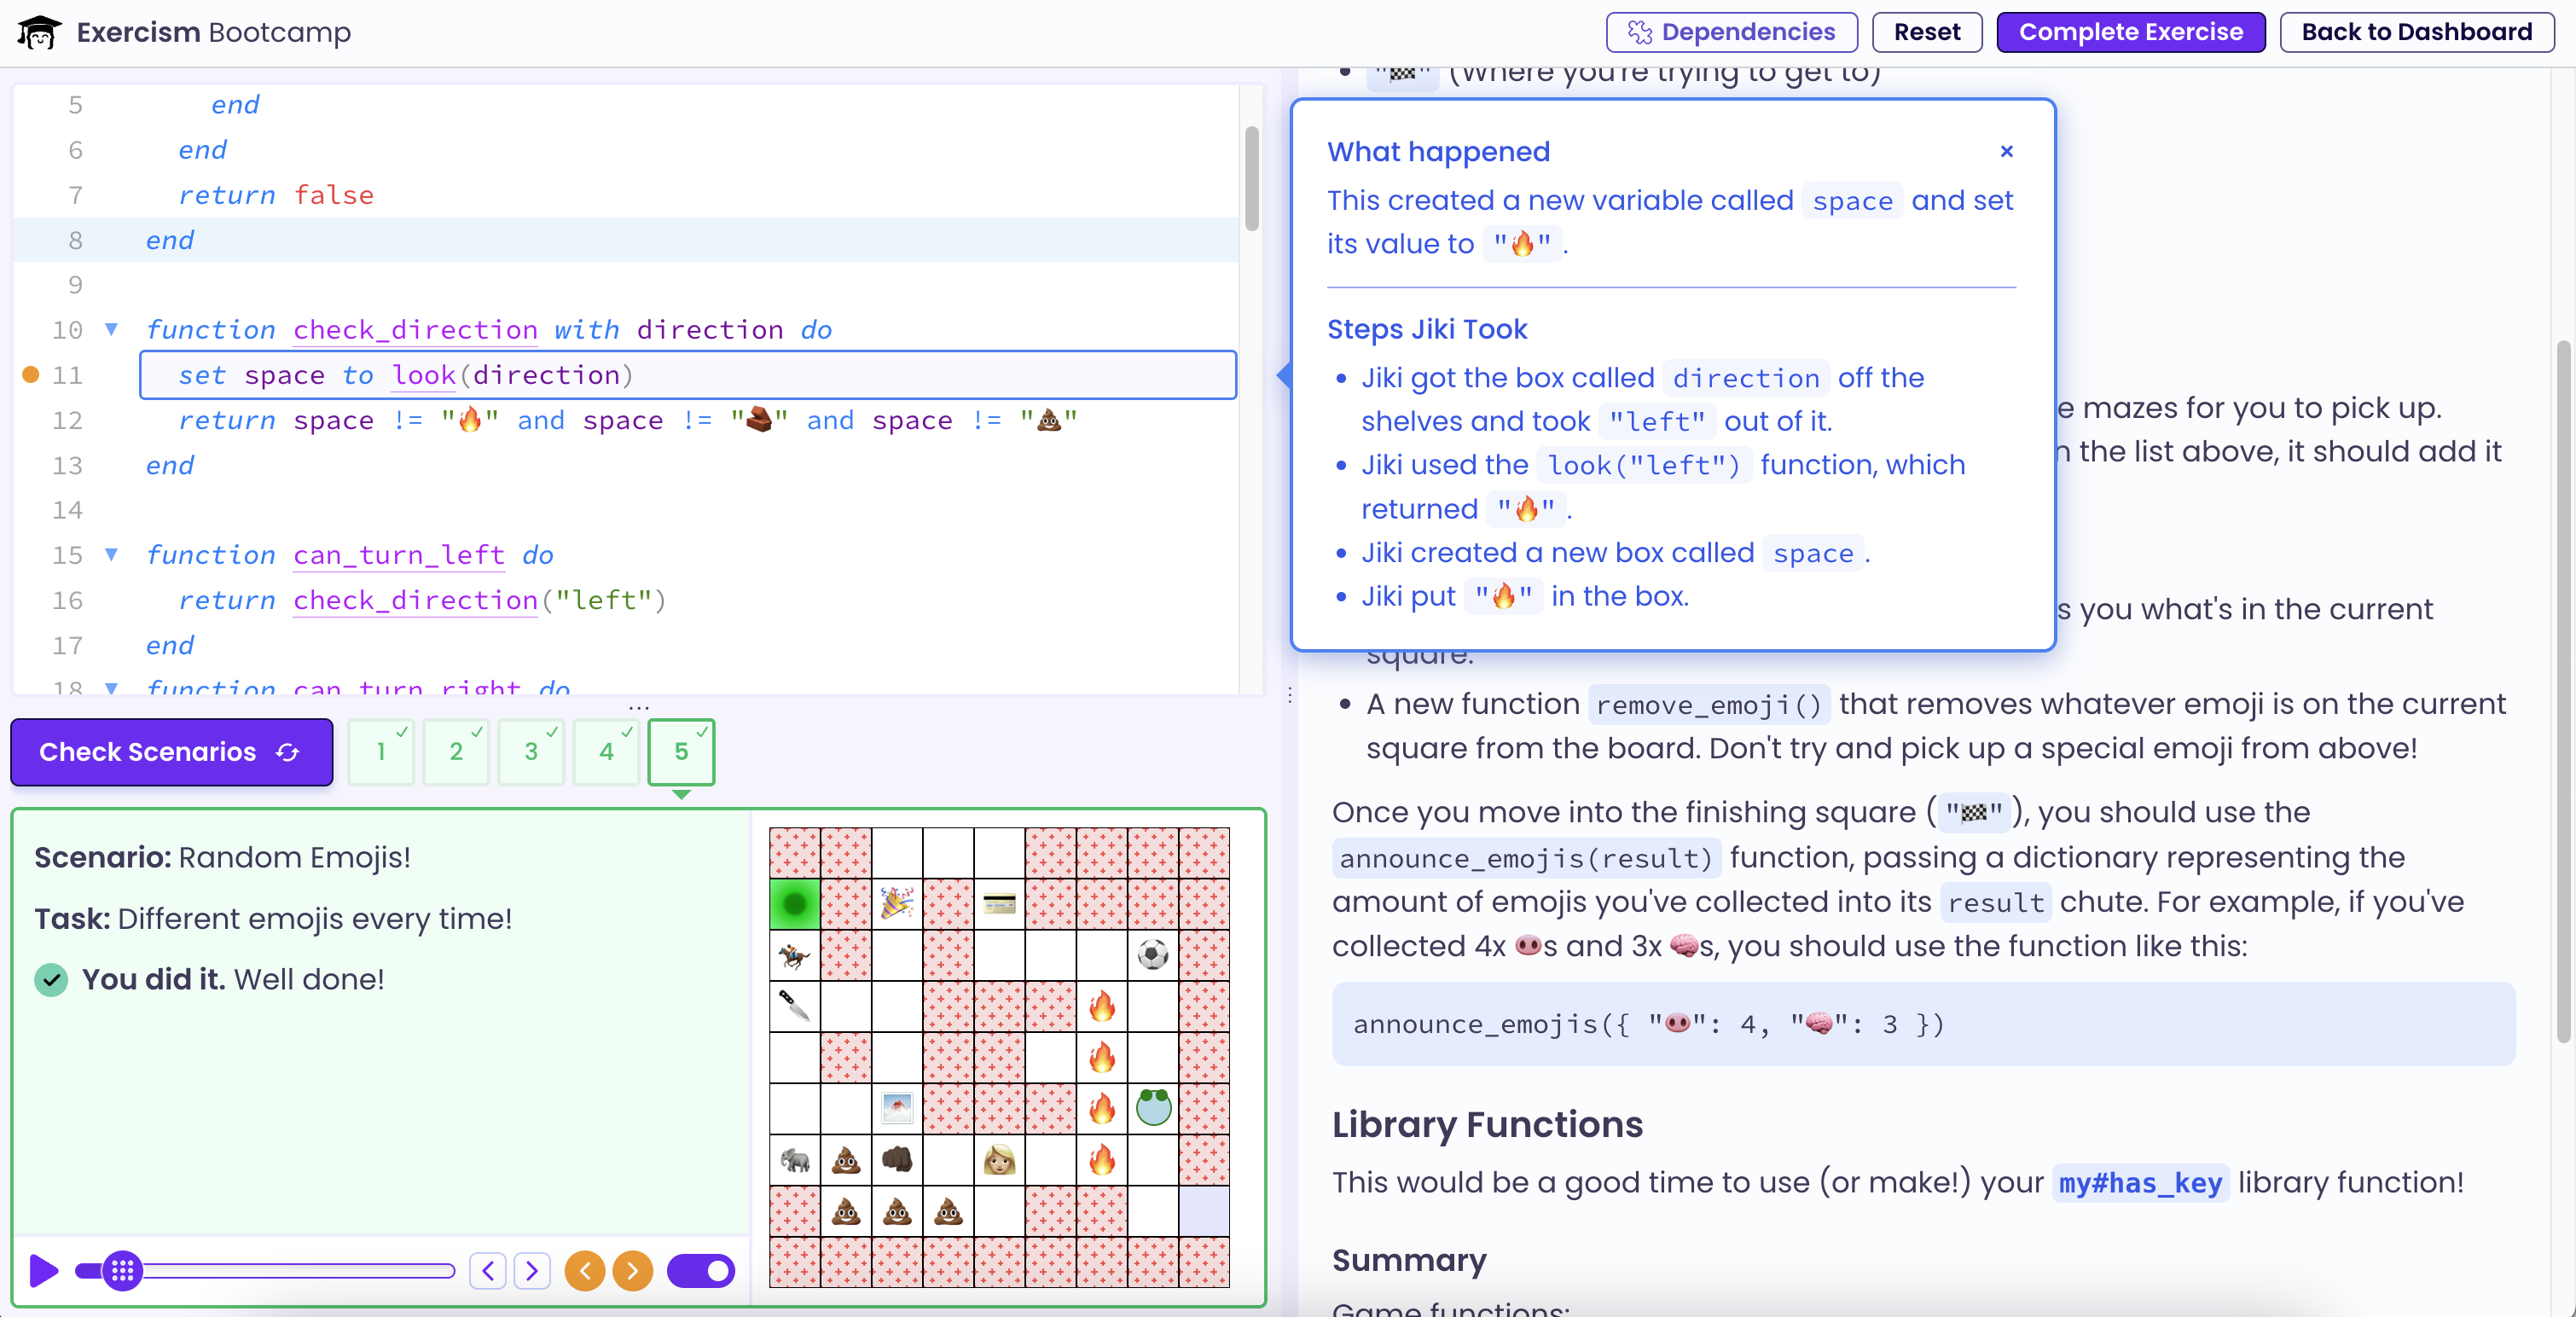 Exercism Bootcamp
Dependencies
Reset
Complete Exercise
Back to Dashboard
5 end
6 end
7 return false
8 end
9
10 function check_direction with direction do
11 set space to look(direction)
12 return space != "🔥" and space != "🧱" and space != "💩"
13 end
14
15 function can_turn_left do
16 return check_direction("left")
17 end
18 function can_turn_right do
Check Scenarios
1
2
3
4
5
Scenario: Random Emojis!
Task: Different emojis every time!
You did it. Well done!
"🏁" (Where you're trying to get to)
What happened
This created a new variable called space and set
its value to "🔥".
Steps Jiki Took
Jiki got the box called direction off the
shelves and took "left" out of it.
Jiki used the look("left") function, which
returned "🔥".
Jiki created a new box called space.
Jiki put "🔥" in the box.
e mazes for you to pick up.
n the list above, it should add it
s you what's in the current
square.
A new function remove_emoji() that removes whatever emoji is on the current
square from the board. Don't try and pick up a special emoji from above!
Once you move into the finishing square ("🏁"), you should use the
announce_emojis(result) function, passing a dictionary representing the
amount of emojis you've collected into its result chute. For example, if you've
collected 4x 🐽s and 3x 🧠s, you should use the function like this:
announce_emojis({ "🐽": 4, "🧠": 3 })
Library Functions
This would be a good time to use (or make!) your my#has_key library function!
Summary
Game functions: